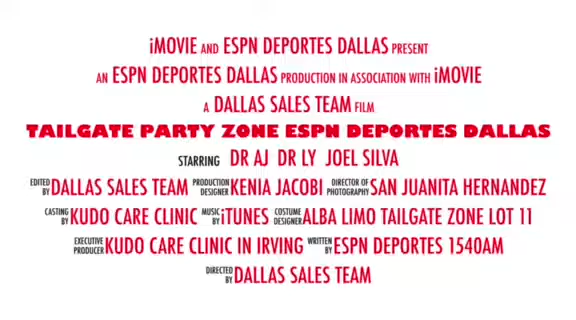 iMOVIE AND ESPN DEPORTES DALLAS PRESENT
AN ESPN DEPORTES DALLAS PRODUCTION IN ASSOCIATION WITH iMOVIE
A DALLAS SALES TEAM FILM
TAILGATE PARTY ZONE ESPN DEPORTES DALLAS
STARRING DR AJ DR LY JOEL SILVA
EDITED BY DALLAS SALES TEAM PRODUCTION DESIGNER KENIA JACOBI DIRECTOR OF PHOTOGRAPHY SAN JUANITA HERNANDEZ
CASTING BY KUDO CARE CLINIC MUSIC BY iTUNES COSTUME DESIGNER ALBA LIMO TAILGATE ZONE LOT 11
EXECUTIVE PRODUCER KUDO CARE CLINIC IN IRVING WRITTEN BY ESPN DEPORTES 1540AM
DIRECTED BY DALLAS SALES TEAM